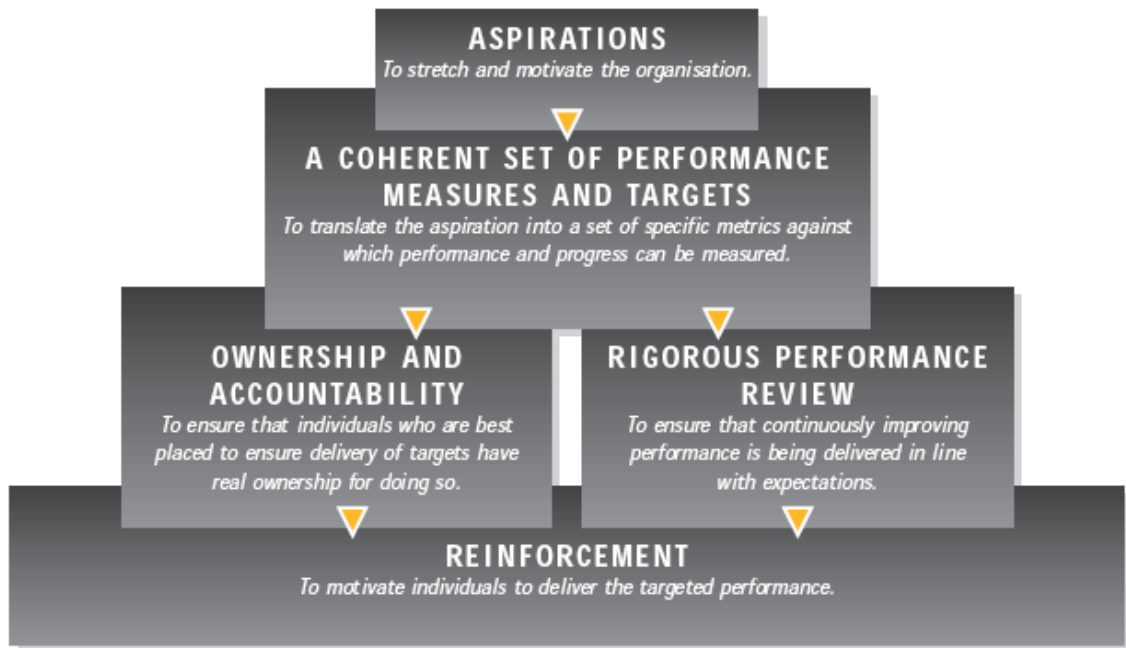 ASPIRATIONS
To stretch and motivate the organisation.
A COHERENT SET OF PERFORMANCE
MEASURES AND TARGETS
To translate the aspiration into a set of specific metrics against
which performance and progress can be measured.
OWNERSHIP AND
ACCOUNTABILITY
To ensure that individuals who are best
placed to ensure delivery of targets have
real ownership for doing so.
RIGOROUS PERFORMANCE
REVIEW
To ensure that continuously improving
performance is being delivered in line
with expectations.
REINFORCEMENT
To motivate individuals to deliver the targeted performance.